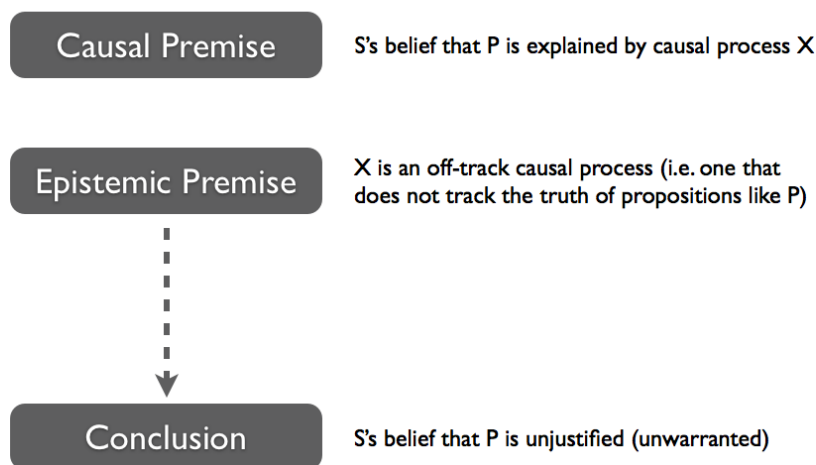 Causal Premise
S's belief that P is explained by causal process X
Epistemic Premise
X is an off-track causal process (i.e. one that
does not track the truth of propositions like P)
Conclusion
S's belief that P is unjustified (unwarranted)